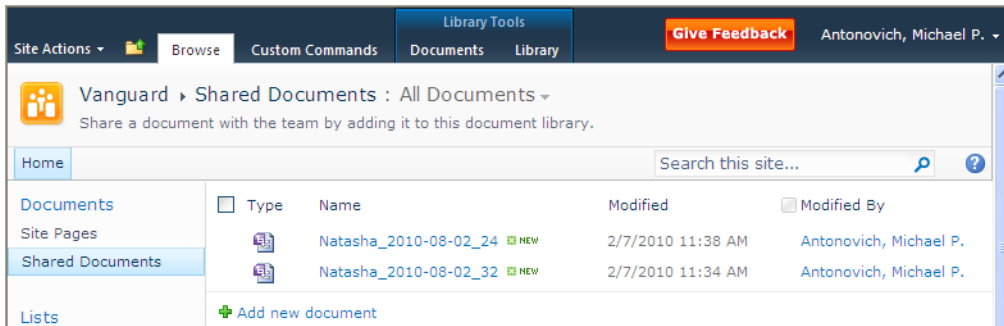 Library Tools
Site Actions Browse Custom Commands Documents Library Give Feedback Antonovich, Michael P.
Vanguard Shared Documents : All Documents
Share a document with the team by adding it to this document library.
Home Search this site...
Documents Type Name Modified Modified By
Site Pages Natasha_2010-08-02_24 NEW 2/7/2010 11:38 AM Antonovich, Michael P.
Shared Documents Natasha_2010-08-02_32 NEW 2/7/2010 11:34 AM Antonovich, Michael P.
Lists Add new document